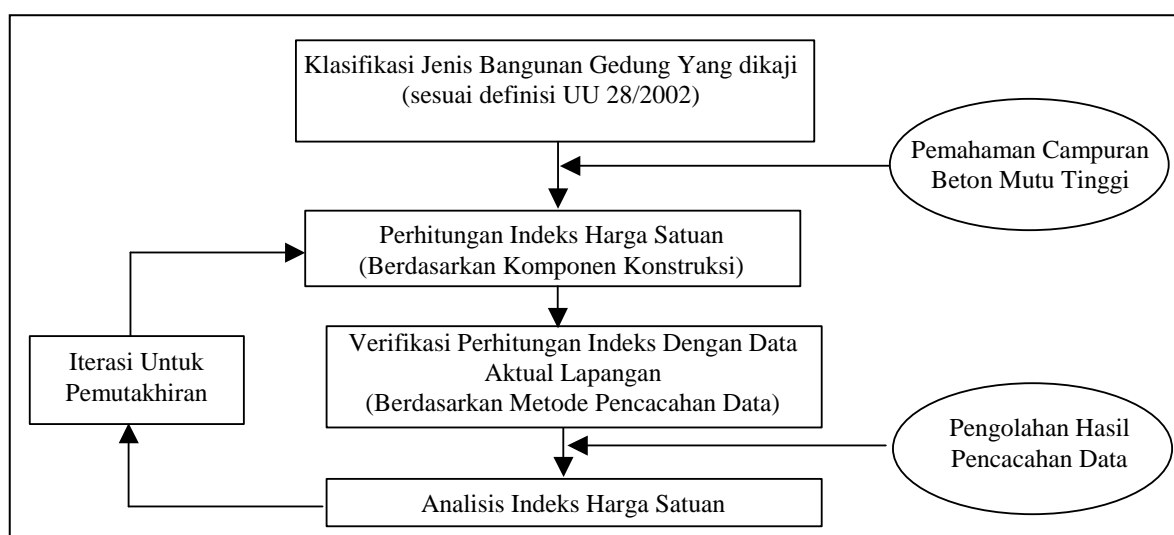 Klasifikasi Jenis Bangunan Gedung Yang dikaji
(sesuai definisi UU 28/2002)
Pemahaman Campuran
Beton Mutu Tinggi
Perhitungan Indeks Harga Satuan
(Berdasarkan Komponen Konstruksi)
Iterasi Untuk
Pemutakhiran
Verifikasi Perhitungan Indeks Dengan Data
Aktual Lapangan
(Berdasarkan Metode Pencacahan Data)
Pengolahan Hasil
Pencacahan Data
Analisis Indeks Harga Satuan